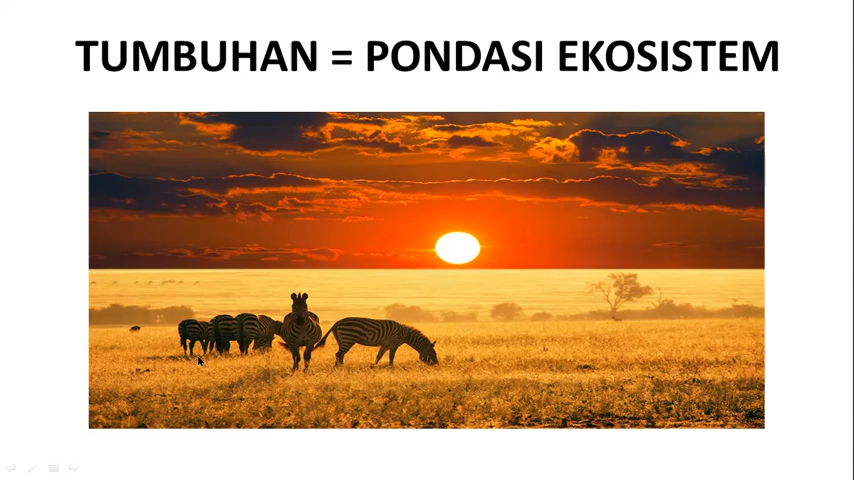 TUMBUHAN = PONDASI EKOSISTEM